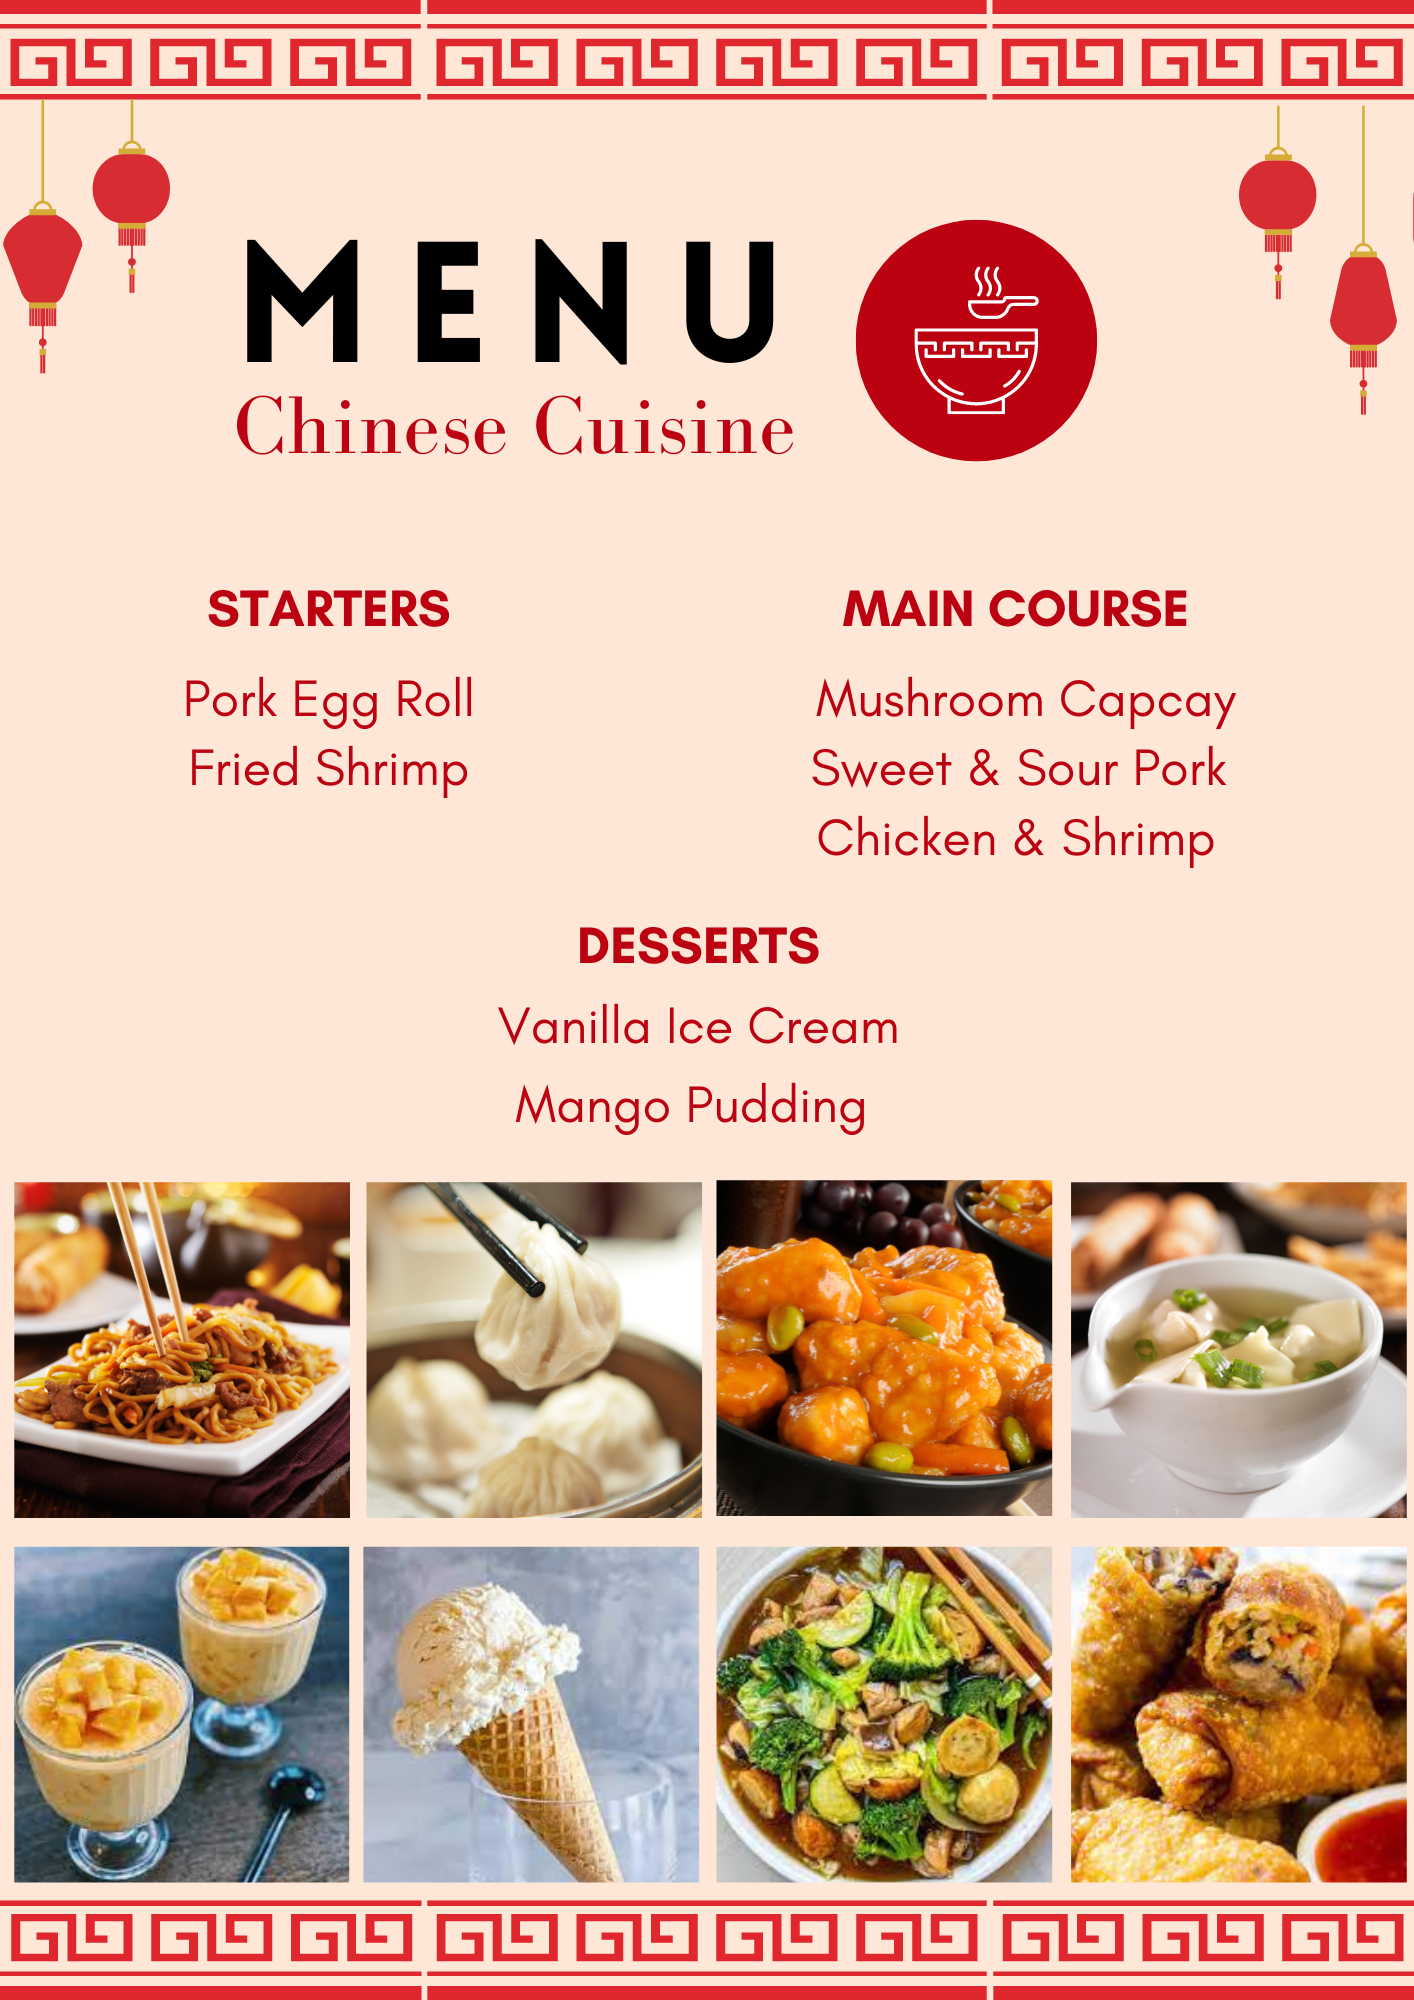 MENU
Chinese Cuisine
STARTERS
Pork Egg Roll
Fried Shrimp
MAIN COURSE
Mushroom Capcay
Sweet & Sour Pork
Chicken & Shrimp
DESSERTS
Vanilla Ice Cream
Mango Pudding